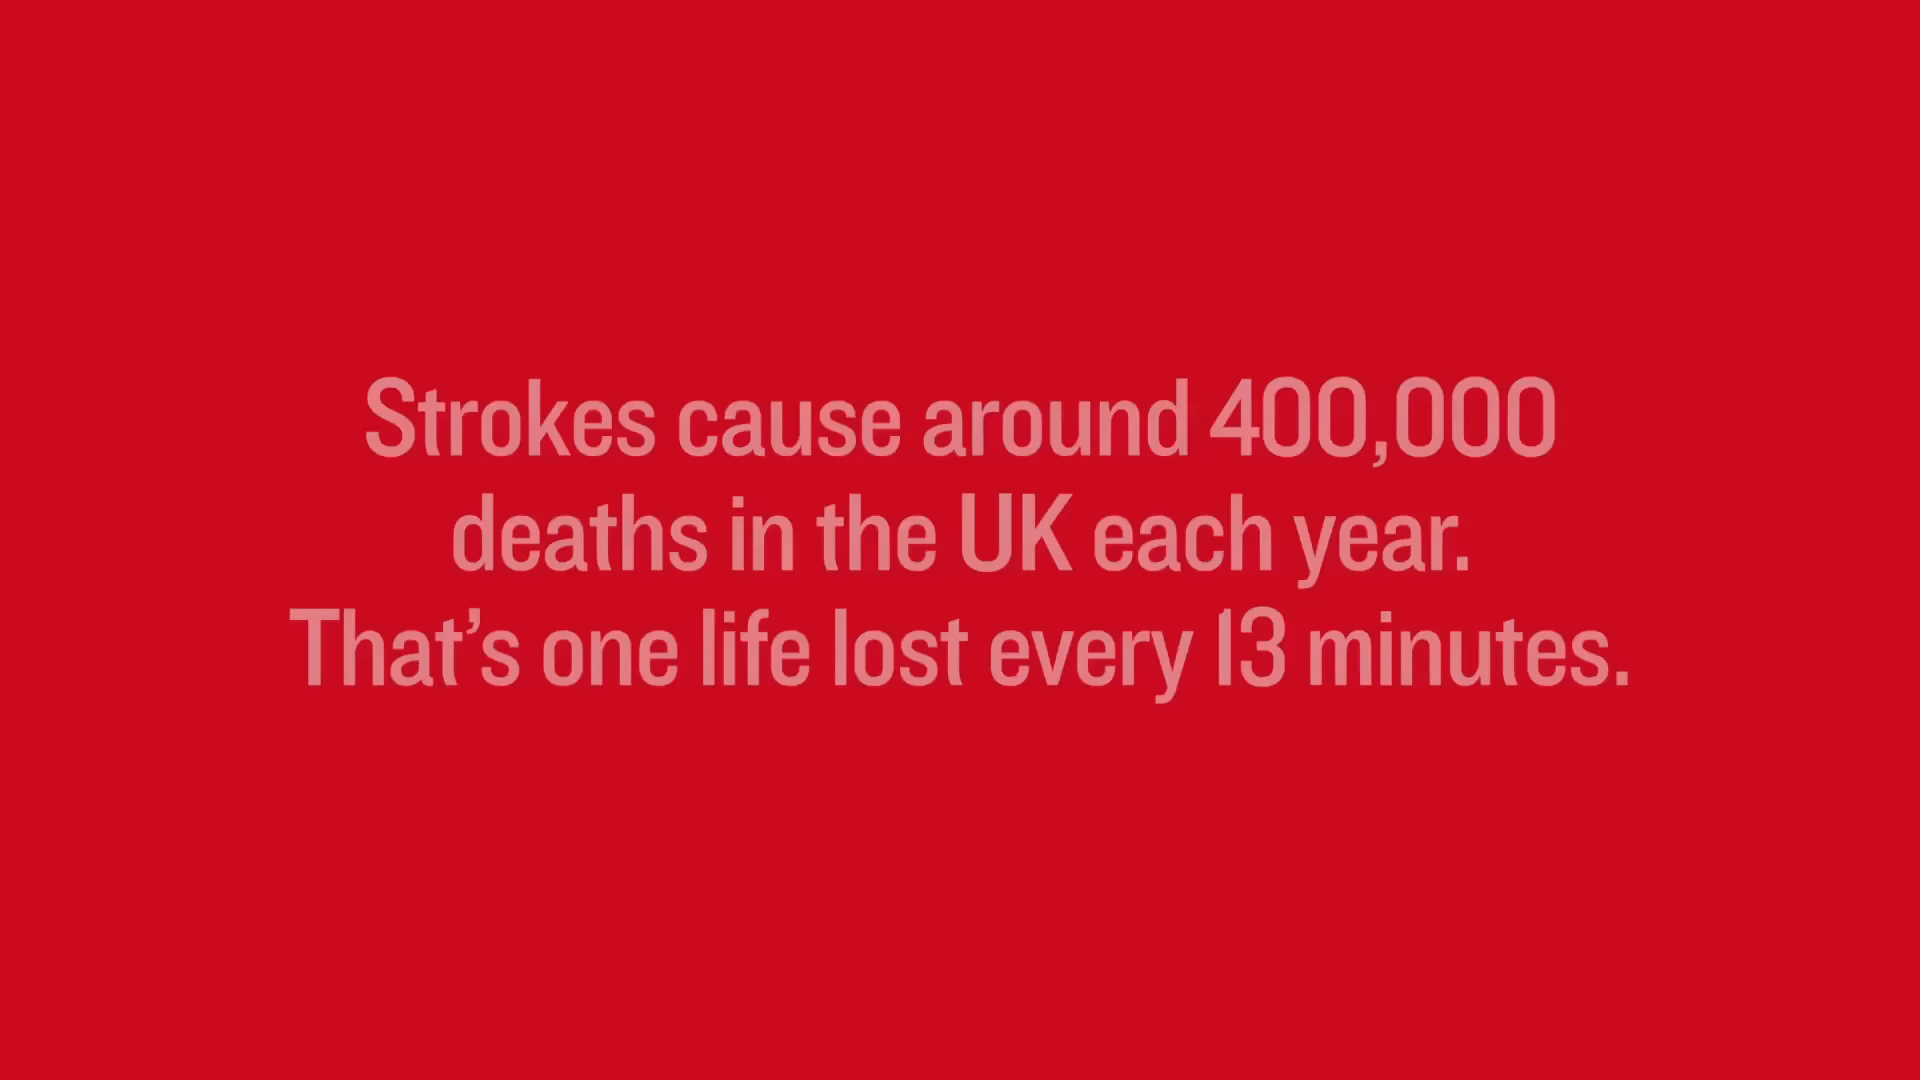 Strokes cause around 400,000
deaths in the UK each year.
That’s one life lost every 13 minutes.